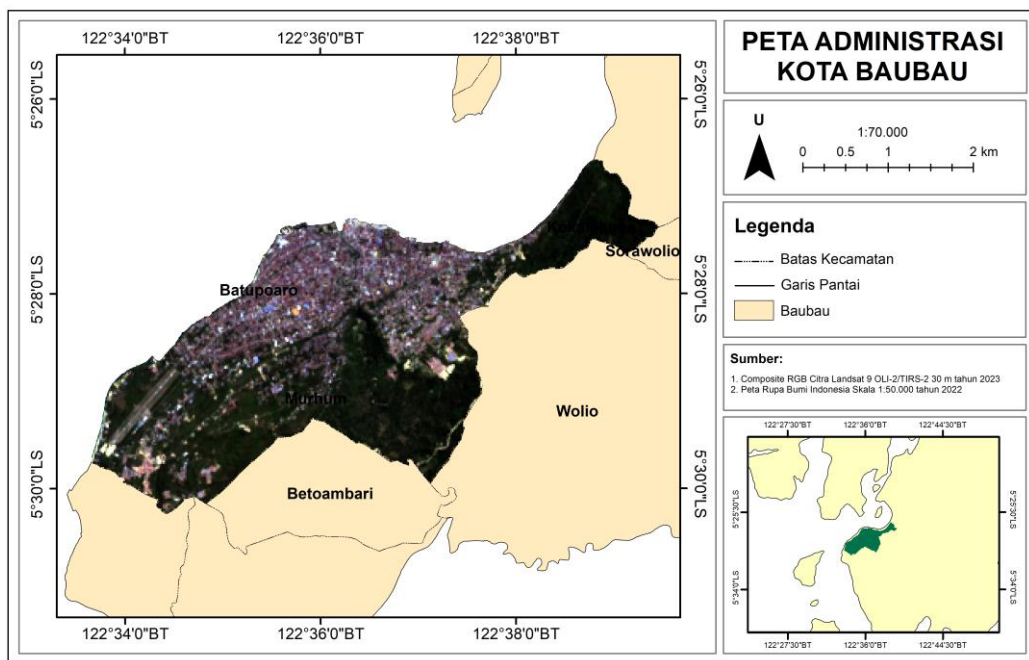 122°34'0"BT 122°36'0"BT 122°38'0"BT
5°26'0"LS 5°26'0"LS
5°28'0"LS 5°28'0"LS
5°30'0"LS 5°30'0"LS
Sorawolio
Batupoaro
Murhum
Wolio
Betoambari
122°34'0"BT 122°36'0"BT 122°38'0"BT
PETA ADMINISTRASI
KOTA BAUBAU
U
1:70.000
0 0.5 1 2 km
Legenda
Batas Kecamatan
Garis Pantai
Baubau
Sumber:
1. Composite RGB Citra Landsat 9 OLI-2/TIRS-2 30 m tahun 2023
2. Peta Rupa Bumi Indonesia Skala 1:50.000 tahun 2022
122°27'30"BT 122°36'0"BT 122°44'30"BT
5°25'30"LS 5°25'30"LS
5°34'0"LS 5°34'0"LS
122°27'30"BT 122°36'0"BT 122°44'30"BT